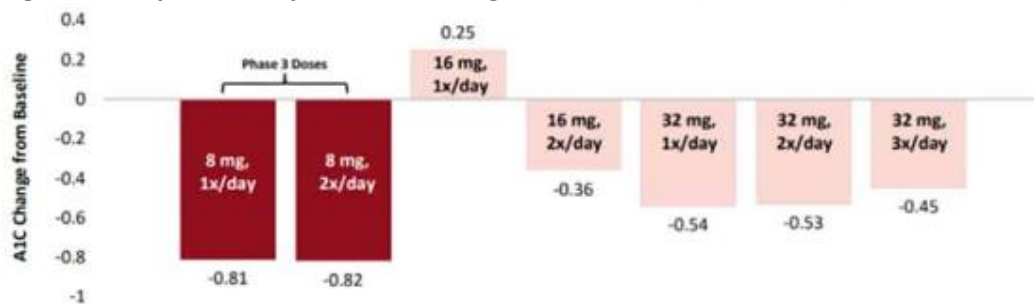 0.4
0.25
0.2
Phase 3 Doses
16 mg,
1x/day
0
-0.2
16 mg,
2x/day
32 mg,
1x/day
32 mg,
2x/day
32 mg,
3x/day
8 mg,
1x/day
8 mg,
2x/day
-0.4
-0.36
-0.54
-0.53
-0.45
-0.6
-0.8
-0.81
-0.82
-1
A1C Change from Baseline